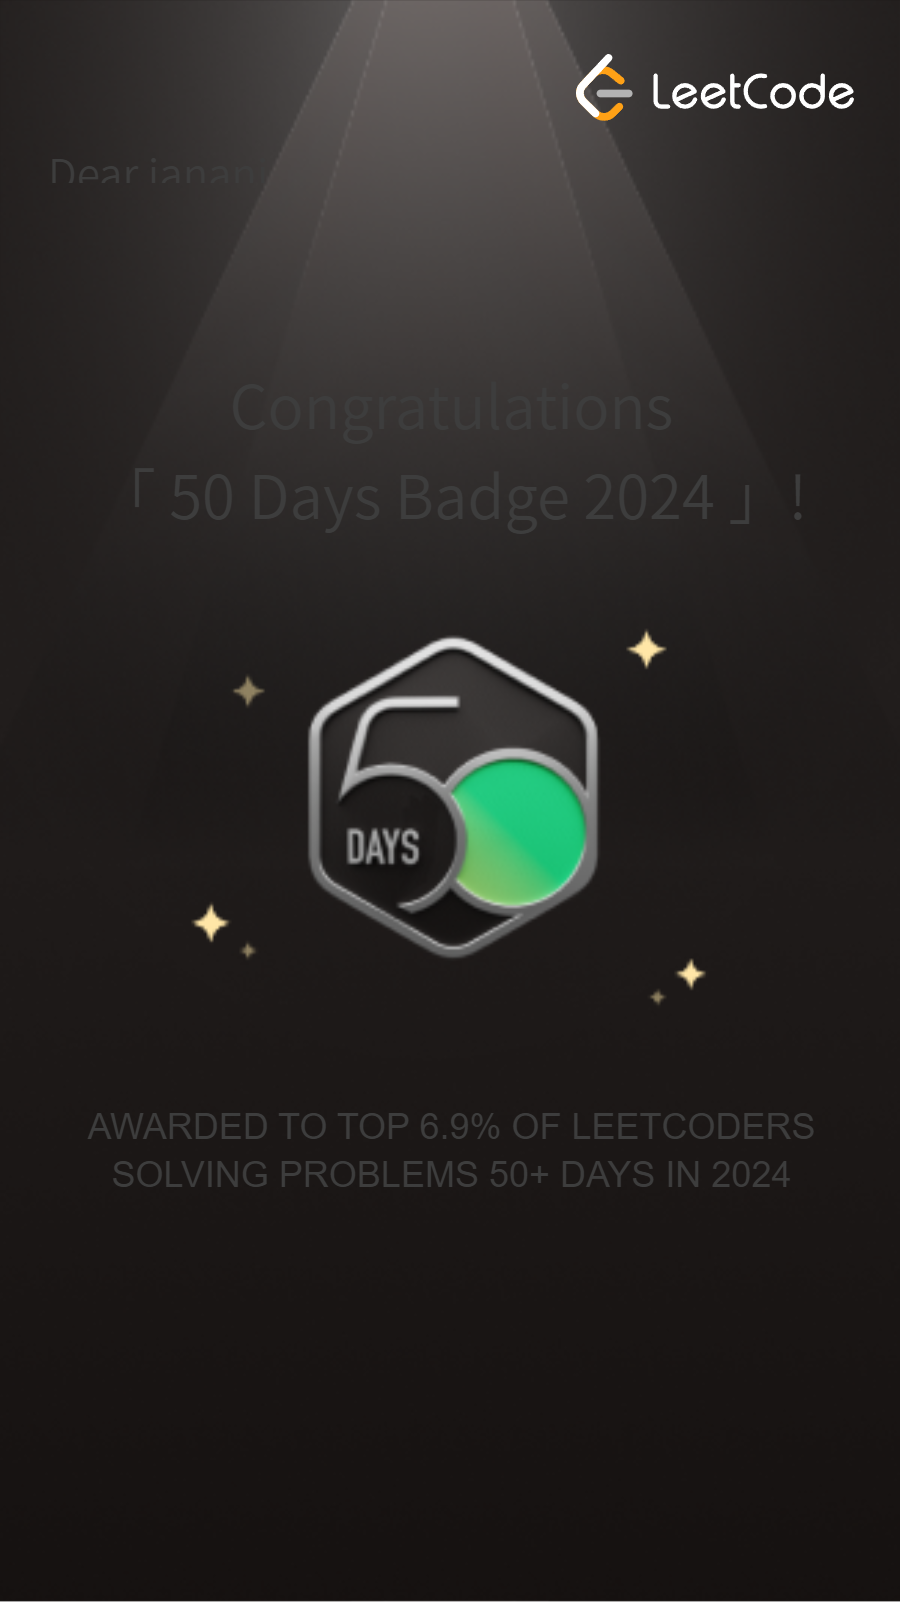 LeetCode
Dear
Congratulations
「 50 Days Badge 2024 」!
50
DAYS
AWARDED TO TOP 6.9% OF LEETCODERS
SOLVING PROBLEMS 50+ DAYS IN 2024